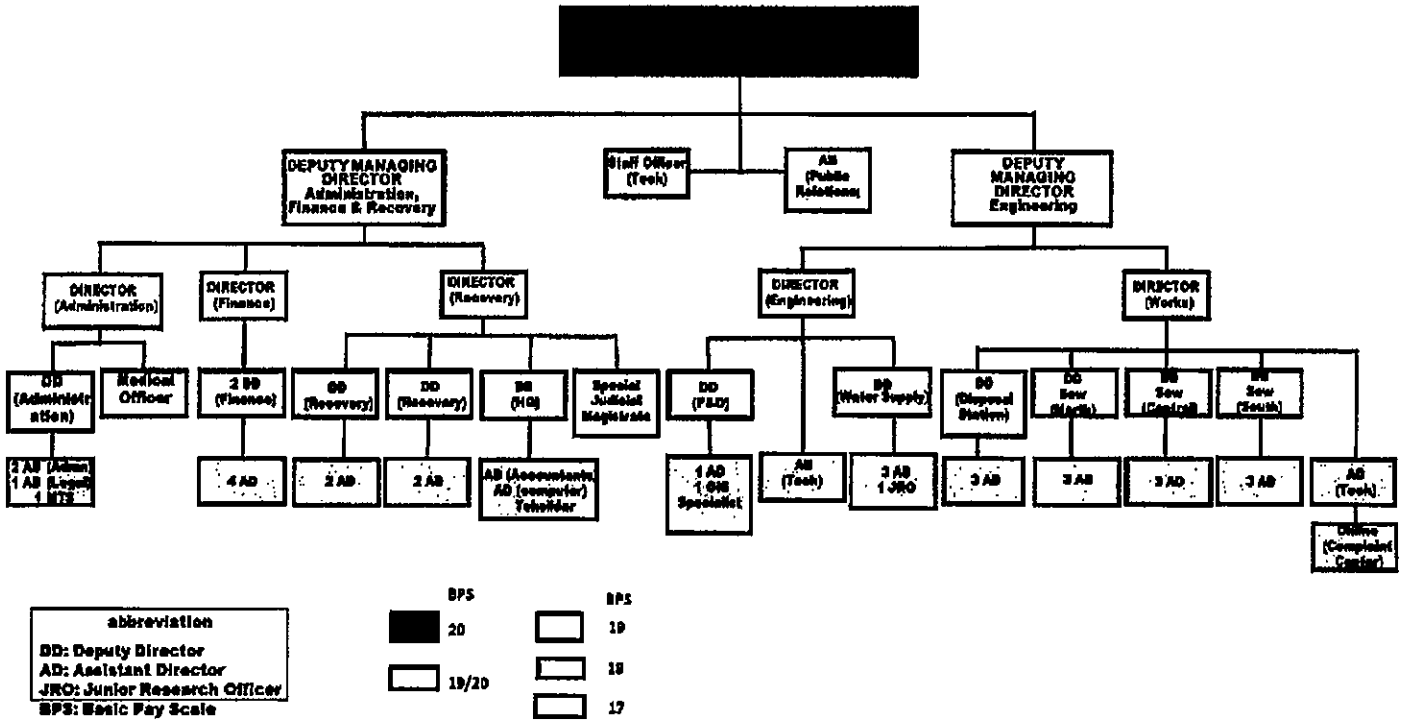 DEPUTY MANAGING
DIRECTOR
Administration,
Finance & Recovery
Staff Officer
(Tech)
AD
(Public
Relations)
DEPUTY
MANAGING
DIRECTOR
Engineering
DIRECTOR
(Administration)
DIRECTOR
(Finance)
DIRECTOR
(Recovery)
DIRECTOR
(Engineering)
DIRECTOR
(Works)
DD
(Administr
ation)
Medical
Officer
2 DD
(Finance)
DD
(Recovery)
DD
(Recovery)
DD
(HQ)
Special
Judicial
Magistrate
DD
(P&D)
DD
(Water Supply)
DD
(Disposal
Station)
DD
Sew
(North)
DD
Sew
(Central)
DD
Sew
(South)
2 AD (Admn)
1 AD (Legal)
1 MTS
4 AD
2 AD
2 AD
AD (Accountants)
AD (computer)
Tehsildar
1 AD
1 GIS
Specialist
AD
(Tech)
3 AD
1 JRO
3 AD
3 AD
3 AD
3 AD
AD
(Tech)
(Complaint
Center)
abbreviation
DD: Deputy Director
AD: Assistant Director
JRO: Junior Research Officer
BPS: Basic Pay Scale
BPS
20
19/20
BPS
19
18
17